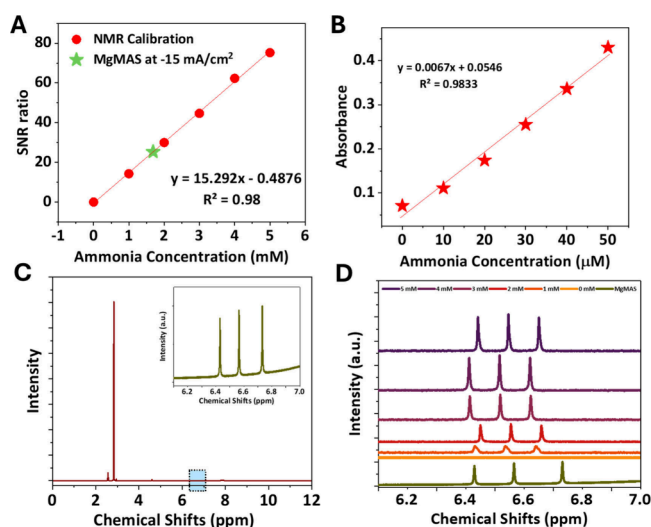 A
NMR Calibration
MgMAS at -15 mA/cm²
y = 15.292x - 0.4876
R² = 0.98
SNR ratio
80
60
40
20
0
-1 0 1 2 3 4 5 6
Ammonia Concentration (mM)
B
y = 0.0067x + 0.0546
R² = 0.9833
Absorbance
0.4
0.3
0.2
0.1
0 10 20 30 40 50
Ammonia Concentration (μM)
C
Intensity
0 2 4 6 8 10 12
Chemical Shifts (ppm)
Intensity (a.u.)
6.2 6.4 6.6 6.8 7.0
Chemical Shifts (ppm)
D
5 mM 4 mM 3 mM 2 mM 1 mM 0 mM MgMAS
Intensity (a.u.)
6.2 6.4 6.6 6.8 7.0
Chemical Shifts (ppm)